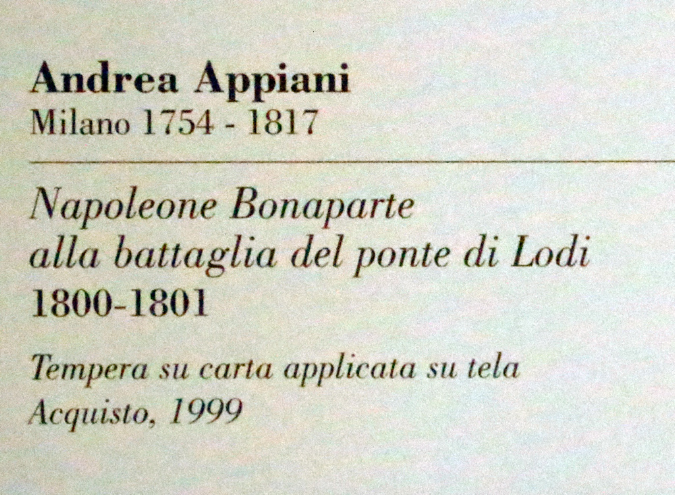 Andrea Appiani
Milano 1754 - 1817
Napoleone Bonaparte
alla battaglia del ponte di Lodi
1800-1801
Tempera su carta applicata su tela
Acquisto, 1999